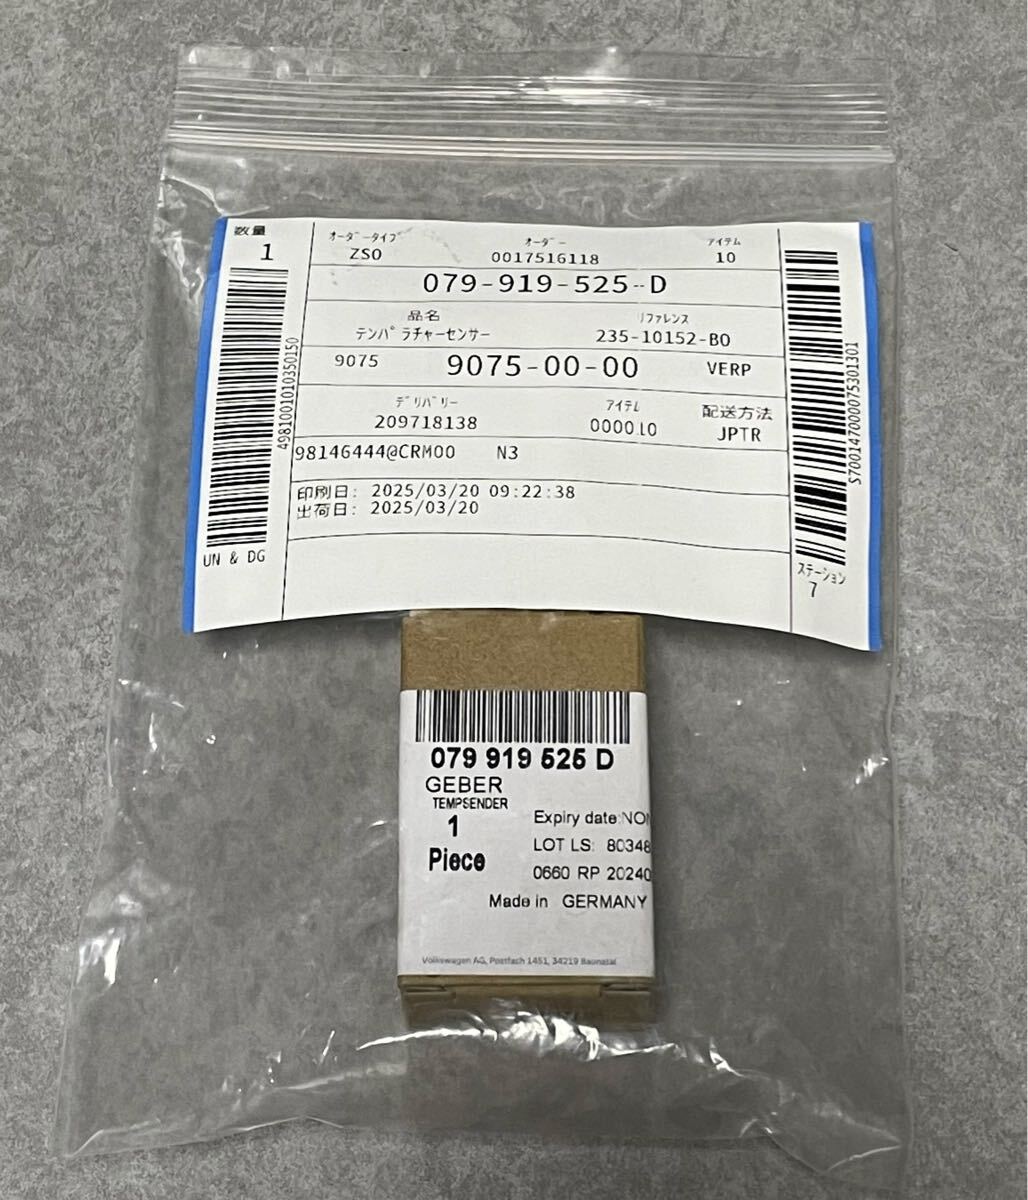 数量
1
オーダータイプ オーダー アイテム
ZSO 0017516118 10
079-919-525--D
品名 リファレンス
テンパラチャーセンサー 235-10152-BO
9075 9075-00-00 VERP
デリバリー アイテム 配送方法
209718138 000010 JPTR
98146444@CRM00 N3
印刷日: 2025/03/20 09:22:38
出荷日: 2025/03/20
4981001010350150
UN & DG
S7001470000075301301
ステーション
7
079 919 525 D
GEBER
TEMPSENDER
1
Piece
Expiry date:NON
LOT LS: 80348
0660 RP 20240
Made in GERMANY
Volkswagen AG, Postfach 1451, 34219 Baunatal